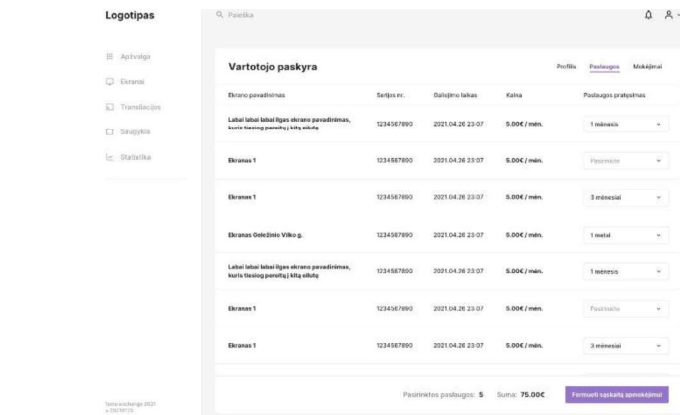 Logotipas
Paieška
Apžvalga
Ekranai
Transliacijos
Saugykla
Statistika
Vartotojo paskyra
Profilis Paslaugos Mokėjimai
Ekrano pavadinimas Serijos nr. Galiojimo laikas Kaina Paslaugos pratęsimas
Labai labai labai ilgas ekrano pavadinimas,
kuris tiesiog pereitų į kitą eilutę
1234567890 2021.04.26 23:07 5.00€ / mėn. 1 mėnesis
Ekranas 1 1234567890 2021.04.26 23:07 5.00€ / mėn. Pasirinkite
Ekranas 1 1234567890 2021.04.26 23:07 5.00€ / mėn. 3 mėnesiai
Ekranas Geležinio Vilko g. 1234567890 2021.04.26 23:07 5.00€ / mėn. 1 metai
Labai labai labai ilgas ekrano pavadinimas,
kuris tiesiog pereitų į kitą eilutę
1234567890 2021.04.26 23:07 5.00€ / mėn. 1 mėnesis
Ekranas 1 1234567890 2021.04.26 23:07 5.00€ / mėn. Pasirinkite
Ekranas 1 1234567890 2021.04.26 23:07 5.00€ / mėn. 3 mėnesiai
Pasirinktos paslaugos: 5 Suma: 75.00€ Formuoti sąskaitą apmokėjimui
2021